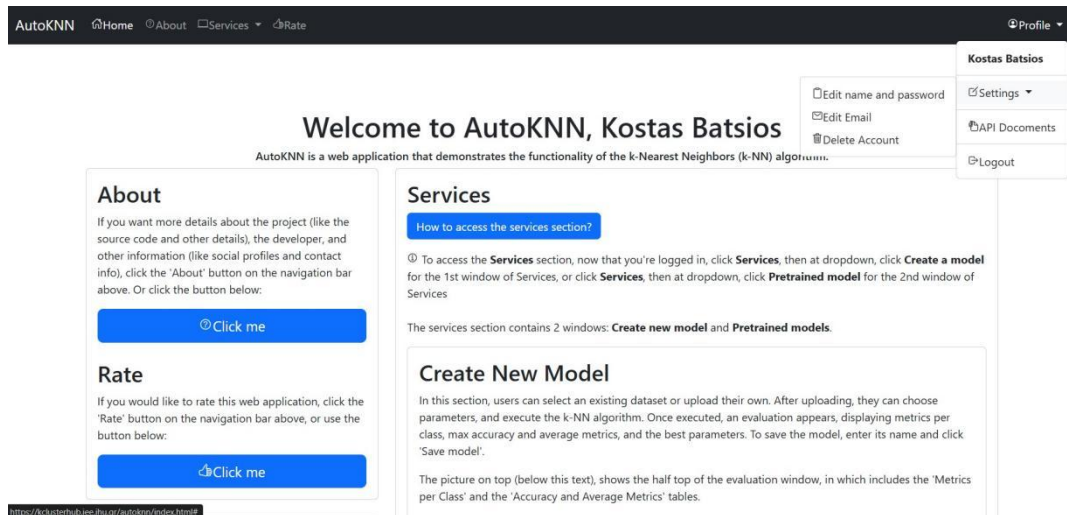 AutoKNN Home About Services Rate Profile
Kostas Batsios
Settings
Edit name and password
Edit Email
Delete Account
API Docoments
Logout
Welcome to AutoKNN, Kostas Batsios
AutoKNN is a web application that demonstrates the functionality of the k-Nearest Neighbors (k-NN) algorithm.
About
If you want more details about the project (like the
source code and other details), the developer, and
other information (like social profiles and contact
info), click the 'About' button on the navigation bar
above. Or click the button below:
Click me
Rate
If you would like to rate this web application, click the
'Rate' button on the navigation bar above, or use the
button below:
Click me
Services
How to access the services section?
To access the Services section, now that you're logged in, click Services, then at dropdown, click Create a model
for the 1st window of Services, or click Services, then at dropdown, click Pretrained model for the 2nd window of
Services
The services section contains 2 windows: Create new model and Pretrained models.
Create New Model
In this section, users can select an existing dataset or upload their own. After uploading, they can choose
parameters, and execute the k-NN algorithm. Once executed, an evaluation appears, displaying metrics per
class, max accuracy and average metrics, and the best parameters. To save the model, enter its name and click
'Save model'.
The picture on top (below this text), shows the half top of the evaluation window, in which includes the 'Metrics
per Class' and the 'Accuracy and Average Metrics' tables.
https://kclusterhub.iee.ihu.gr/autoknn/index.html#